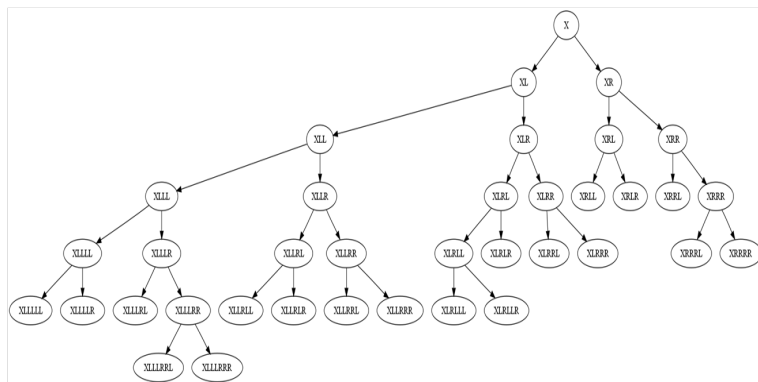 X
XL XR
XLL XLR XRL XRR
XLLL XLLR XLRL XLRR XRLL XRLR XRRL XRRR
XLLLL XLLLR XLLRL XLLRR XLRLL XLRLR XLRRL XLRRR XRRRL XRRRR
XLLLLL XLLLLR XLLLRL XLLLRR XLLRLL XLLRLR XLLRRL XLLRRR XLRLLL XLRLLR
XLLLRRL XLLLRRR